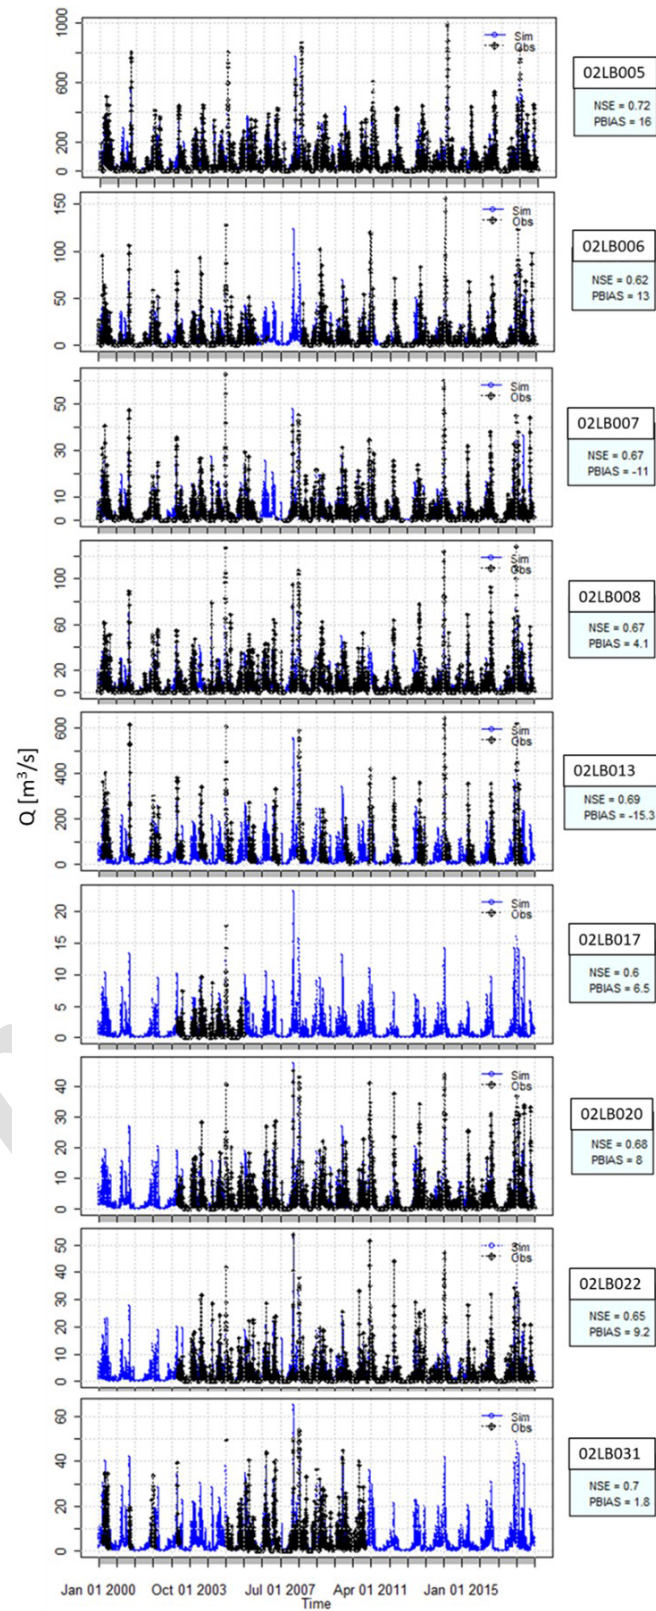 1000
600
200
0
Sim
Obs
02LB005
NSE = 0.72
PBIAS = 16
150
100
50
0
Sim
Obs
02LB006
NSE = 0.62
PBIAS = 13
50
30
10
0
Sim
Obs
02LB007
NSE = 0.67
PBIAS = -11
100
60
20
0
Sim
Obs
02LB008
NSE = 0.67
PBIAS = 4.1
Q [m³/s]
600
400
200
0
Sim
Obs
02LB013
NSE = 0.69
PBIAS = -15.3
20
15
10
5
0
Sim
Obs
02LB017
NSE = 0.6
PBIAS = 6.5
40
30
20
10
0
Sim
Obs
02LB020
NSE = 0.68
PBIAS = 8
50
40
30
20
10
0
Sim
Obs
02LB022
NSE = 0.65
PBIAS = 9.2
60
40
20
0
Sim
Obs
02LB031
NSE = 0.7
PBIAS = 1.8
Jan 01 2000 Oct 01 2003 Jul 01 2007 Apr 01 2011 Jan 01 2015
Time